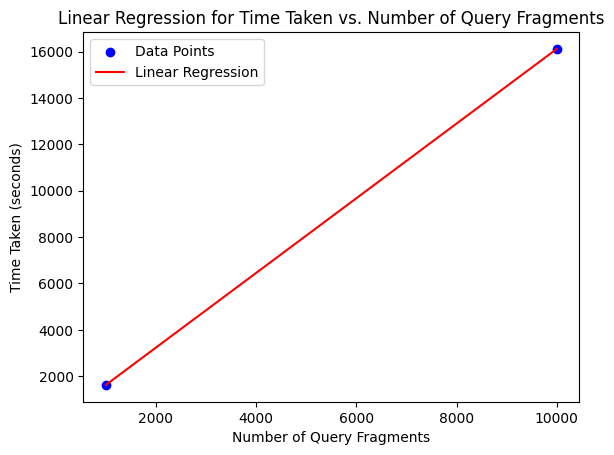 Linear Regression for Time Taken vs. Number of Query Fragments
Data Points
Linear Regression
16000
14000
12000
10000
8000
6000
4000
2000
Time Taken (seconds)
2000 4000 6000 8000 10000
Number of Query Fragments